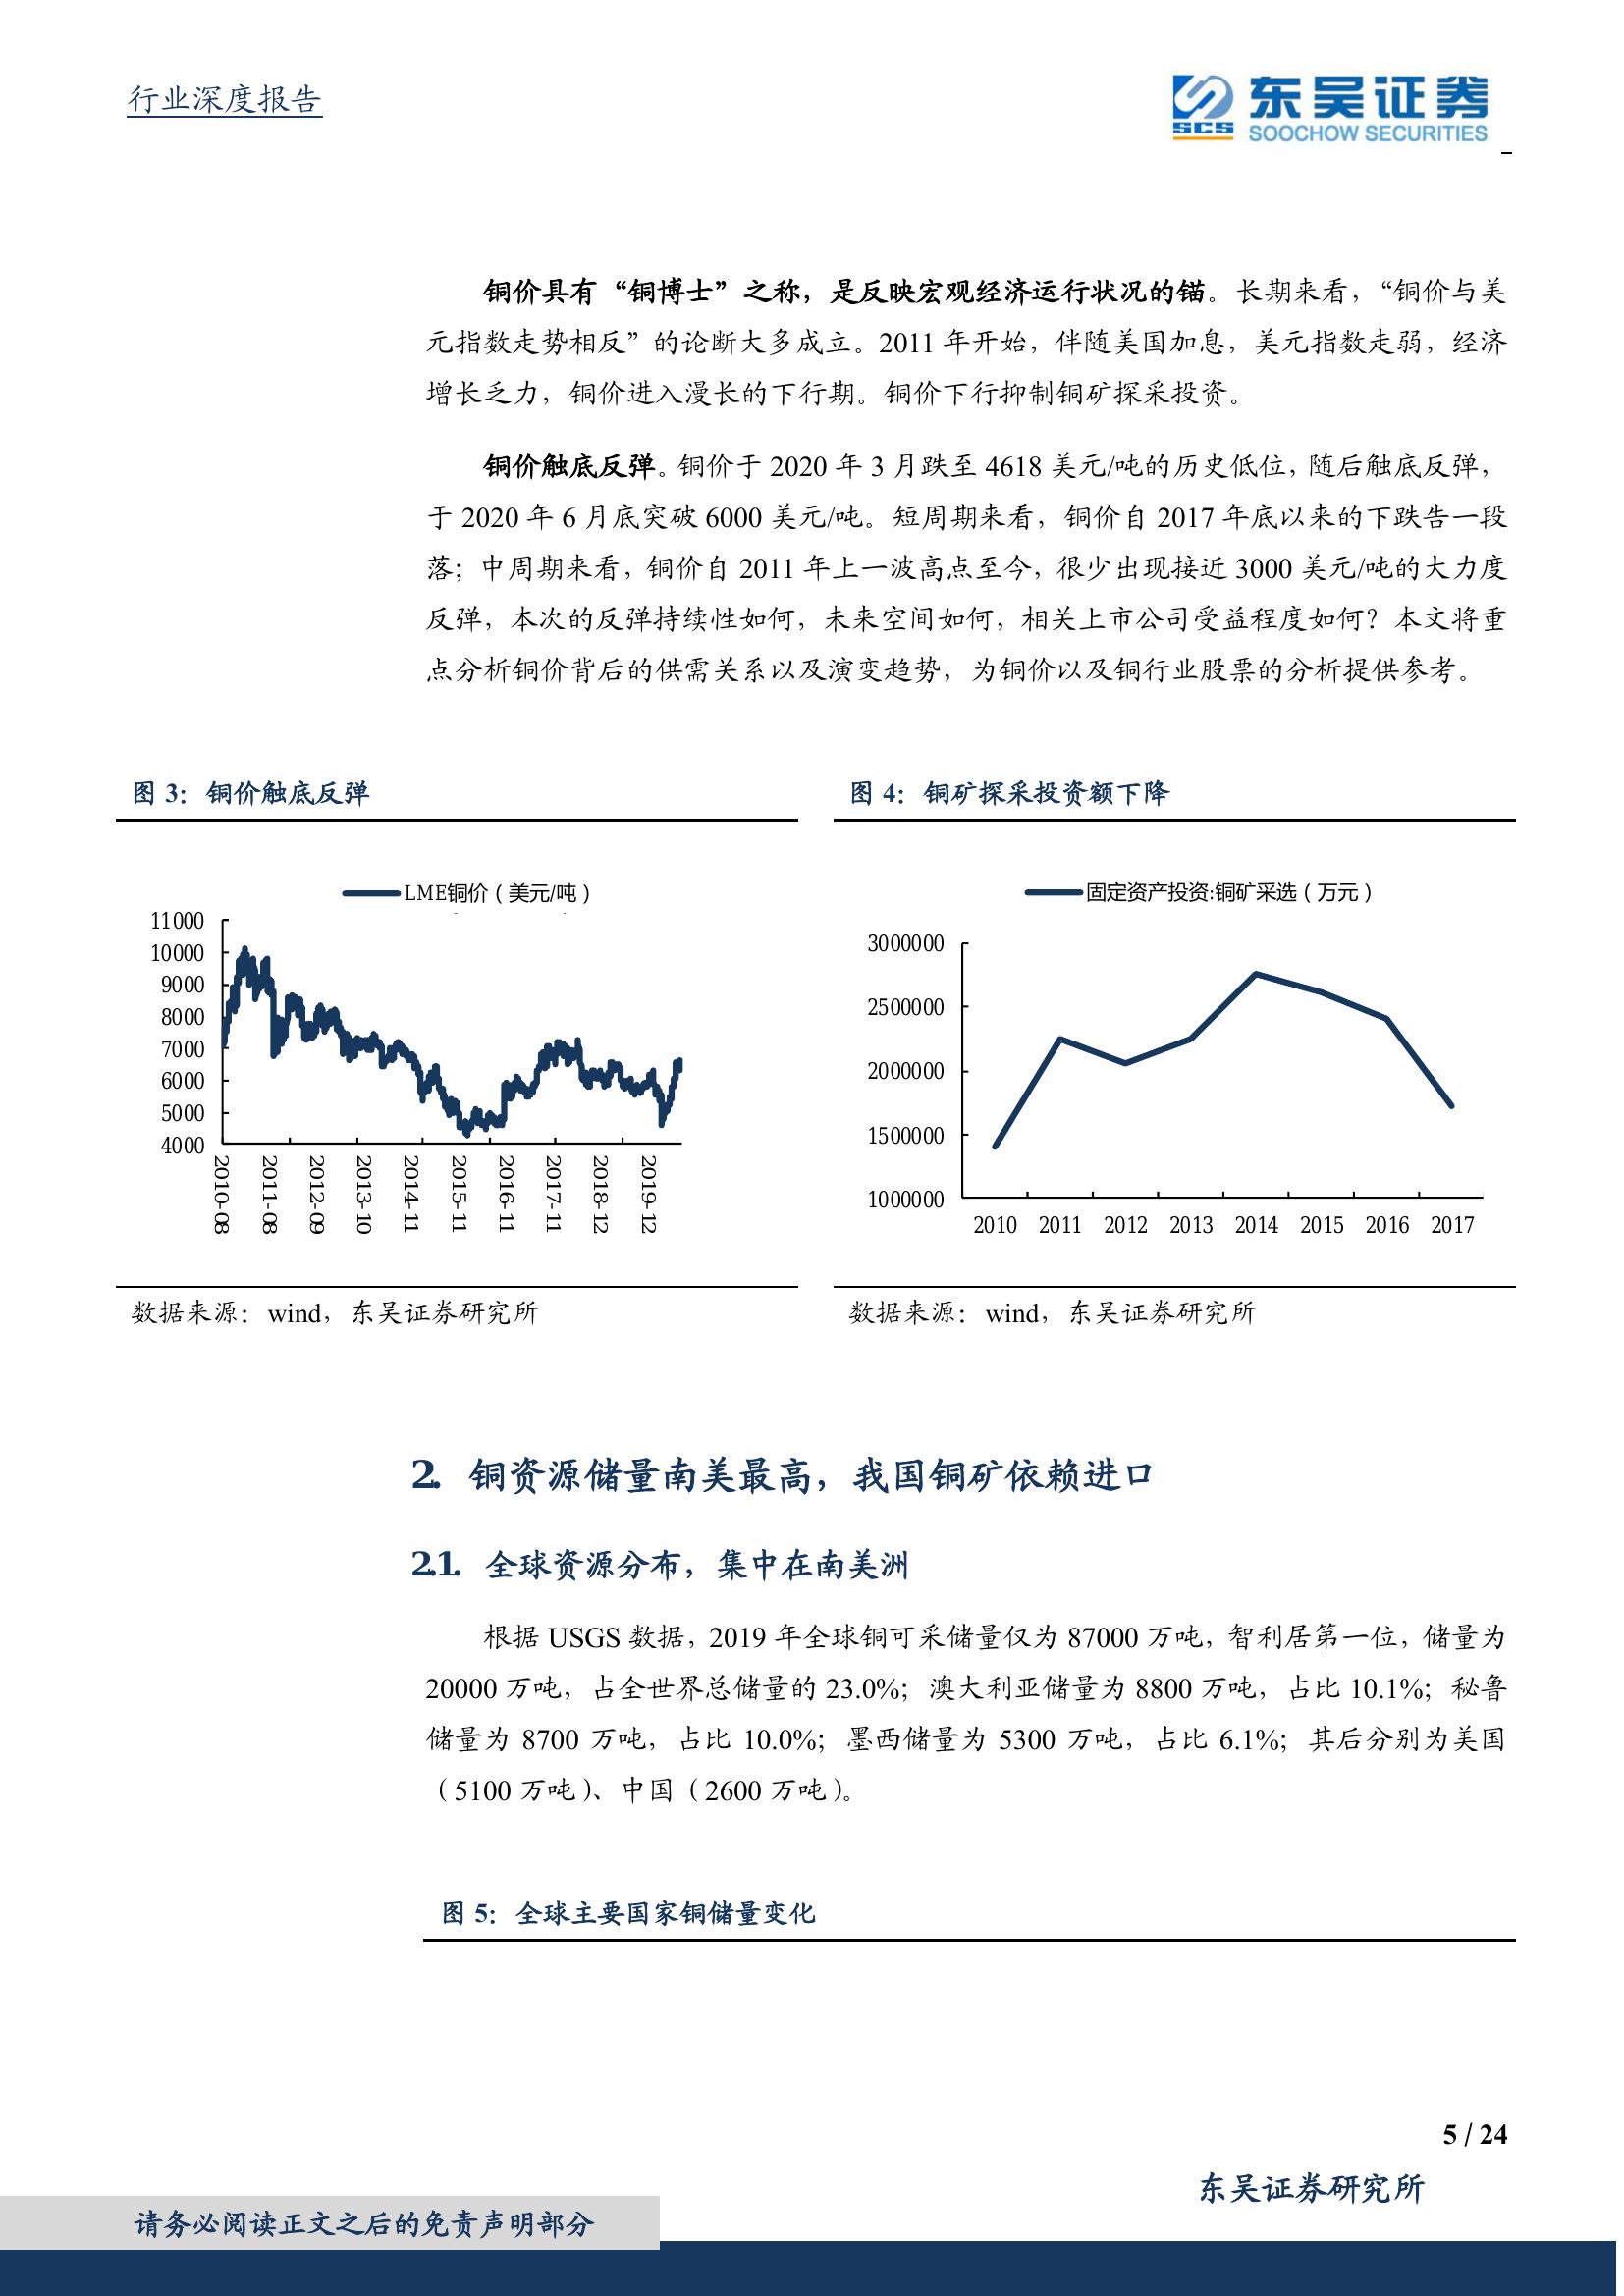 行业深度报告
SCS
东吴证券
SOOCHOW SECURITIES
铜价具有“铜博士”之称，是反映宏观经济运行状况的锚。长期来看，“铜价与美
元指数走势相反”的论断大多成立。2011 年开始，伴随美国加息，美元指数走弱，经济
增长乏力，铜价进入漫长的下行期。铜价下行抑制铜矿探采投资。
铜价触底反弹。铜价于 2020 年 3 月跌至 4618 美元/吨的历史低位，随后触底反弹，
于 2020 年 6 月底突破 6000 美元/吨。短周期来看，铜价自 2017 年底以来的下跌告一段
落；中周期来看，铜价自 2011 年上一波高点至今，很少出现接近 3000 美元/吨的大力度
反弹，本次的反弹持续性如何，未来空间如何，相关上市公司受益程度如何？本文将重
点分析铜价背后的供需关系以及演变趋势，为铜价以及铜行业股票的分析提供参考。
图 3：铜价触底反弹
LME铜价（美元/吨）
11000
10000
9000
8000
7000
6000
5000
4000
2010-08
2011-08
2012-09
2013-10
2014-11
2015-11
2016-11
2017-11
2018-12
2019-12
数据来源：wind，东吴证券研究所
图 4：铜矿探采投资额下降
固定资产投资:铜矿采选（万元）
3000000
2500000
2000000
1500000
1000000
2010 2011 2012 2013 2014 2015 2016 2017
数据来源：wind，东吴证券研究所
2. 铜资源储量南美最高，我国铜矿依赖进口
2.1. 全球资源分布，集中在南美洲
根据 USGS 数据，2019 年全球铜可采储量仅为 87000 万吨，智利居第一位，储量为
20000 万吨，占全世界总储量的 23.0%；澳大利亚储量为 8800 万吨，占比 10.1%；秘鲁
储量为 8700 万吨，占比 10.0%；墨西储量为 5300 万吨，占比 6.1%；其后分别为美国
（5100 万吨）、中国（2600 万吨）。
图 5：全球主要国家铜储量变化
5 / 24
东吴证券研究所
请务必阅读正文之后的免责声明部分